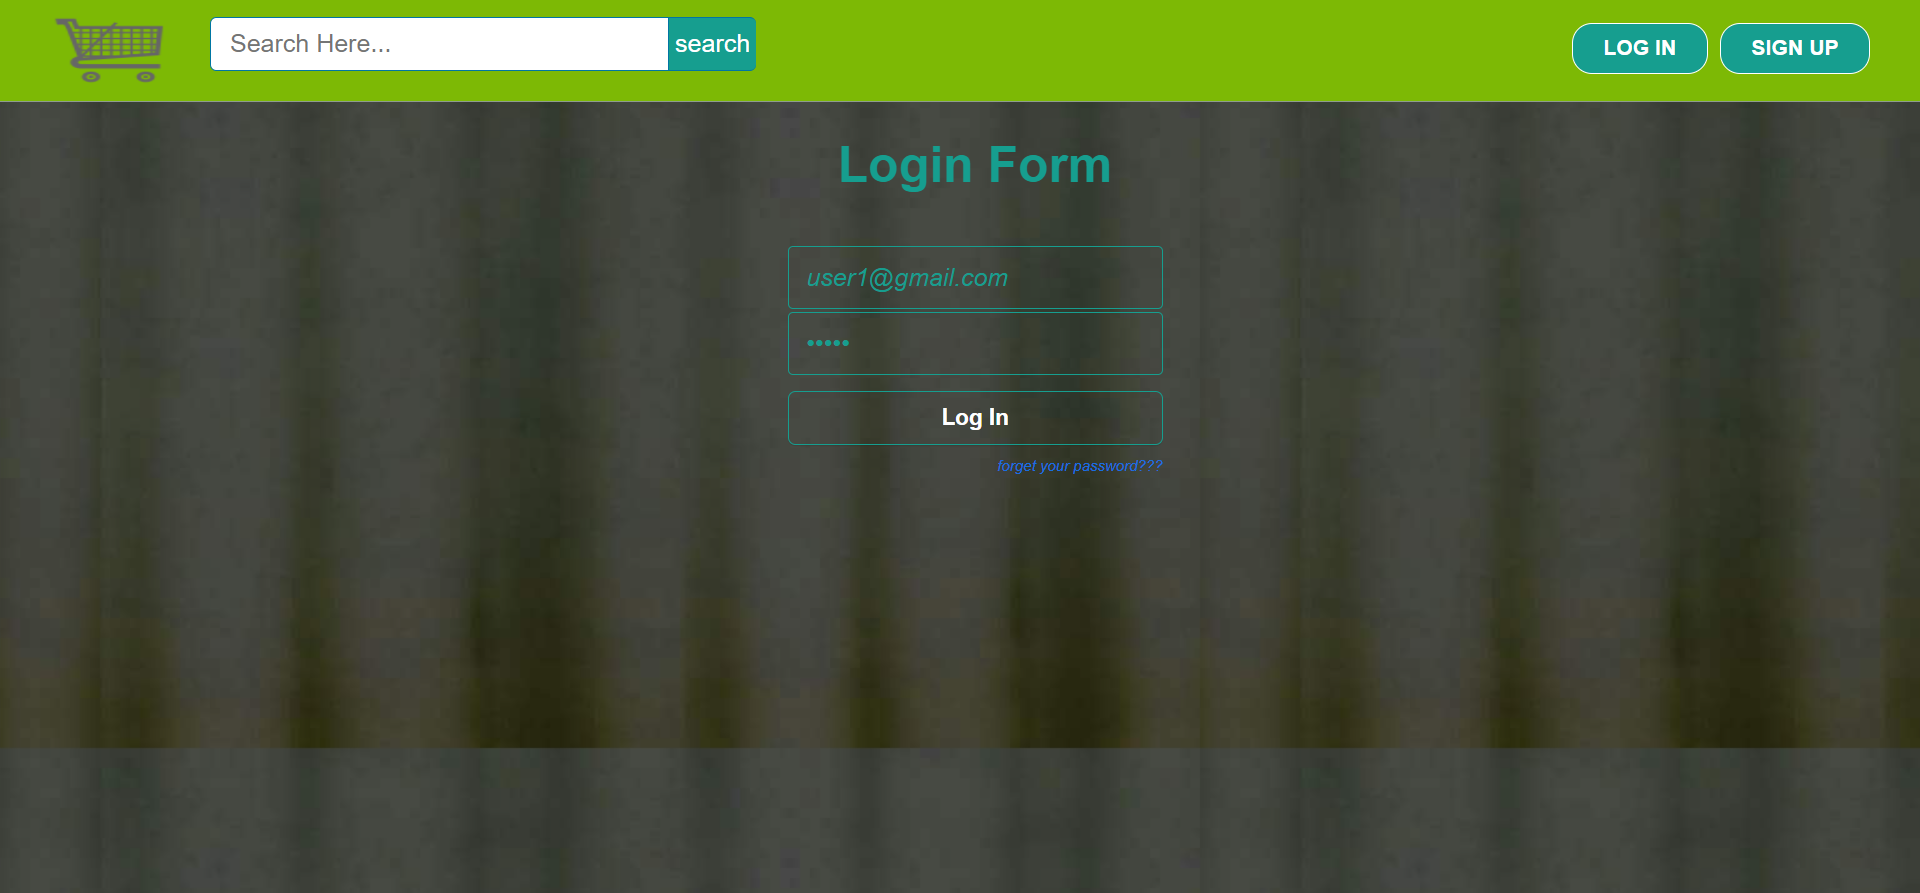 Search Here...
search
LOG IN
SIGN UP
Login Form
user1@gmail.com
•••••
Log In
forget your password???